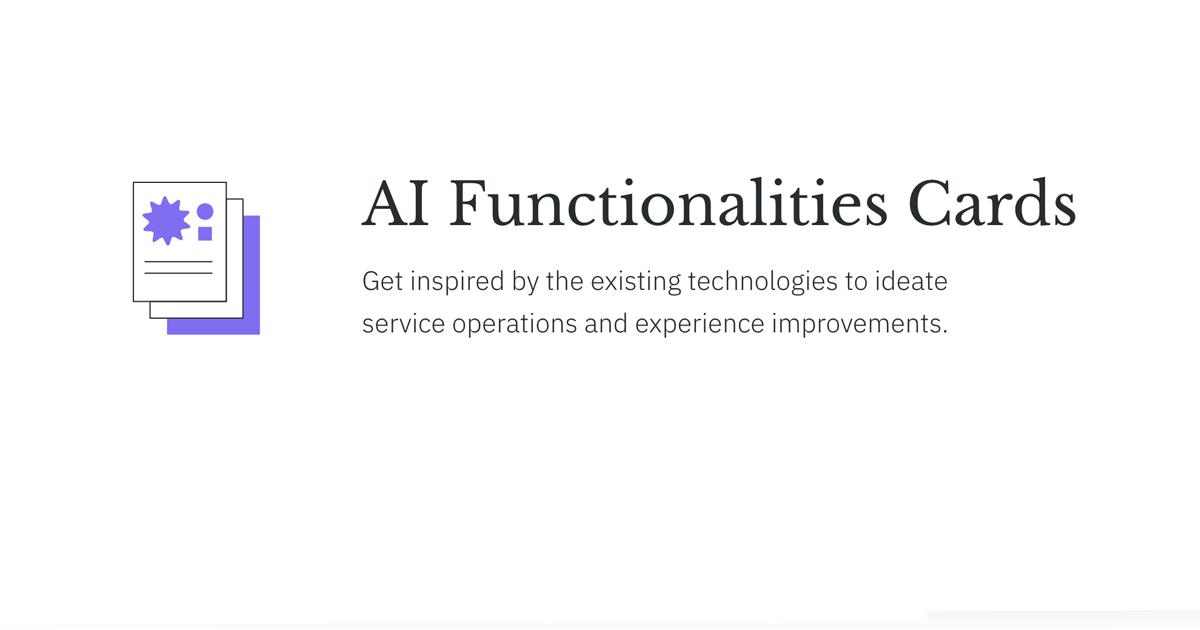 AI Functionalities Cards
Get inspired by the existing technologies to ideate
service operations and experience improvements.